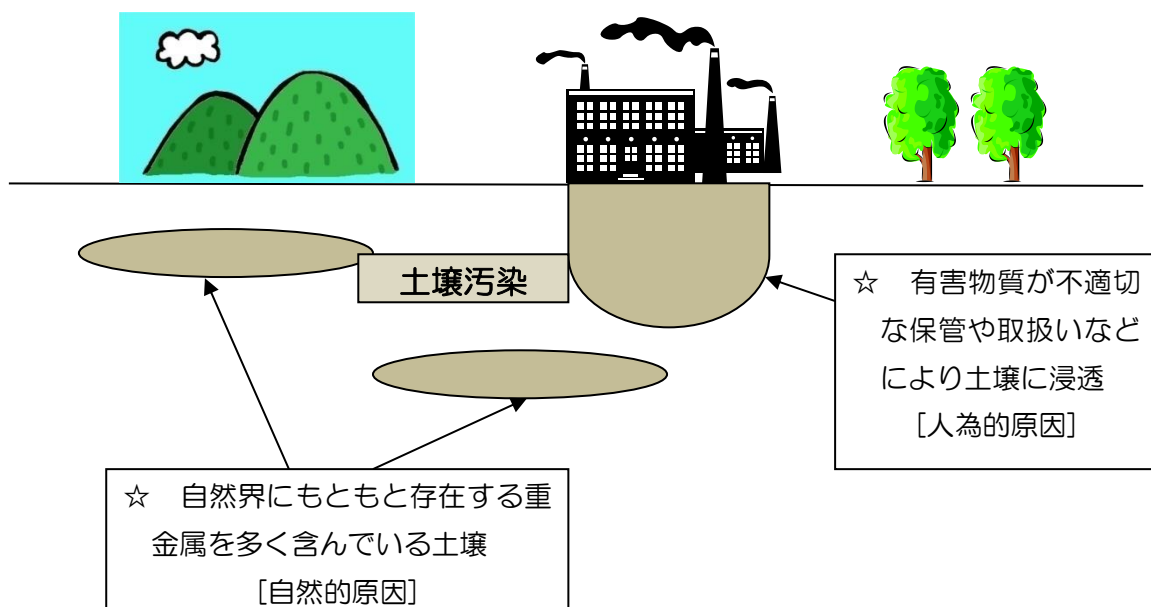 土壌汚染
☆　有害物質が不適切
な保管や取扱いなど
により土壌に浸透
［人為的原因］
☆　自然界にもともと存在する重
金属を多く含んでいる土壌
［自然的原因］